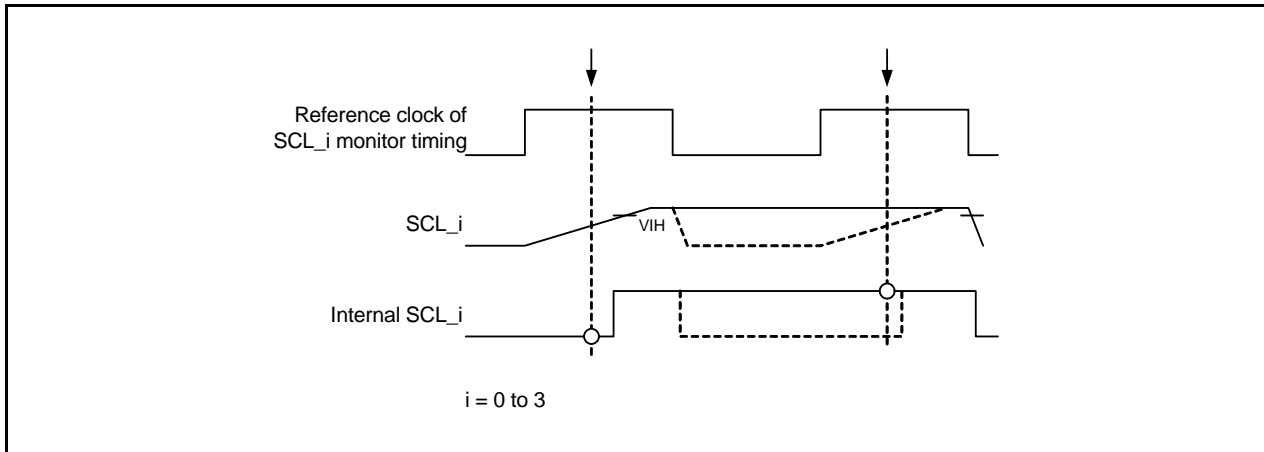 Reference clock of
SCL_i monitor timing
SCL_i
VIH
Internal SCL_i
i = 0 to 3